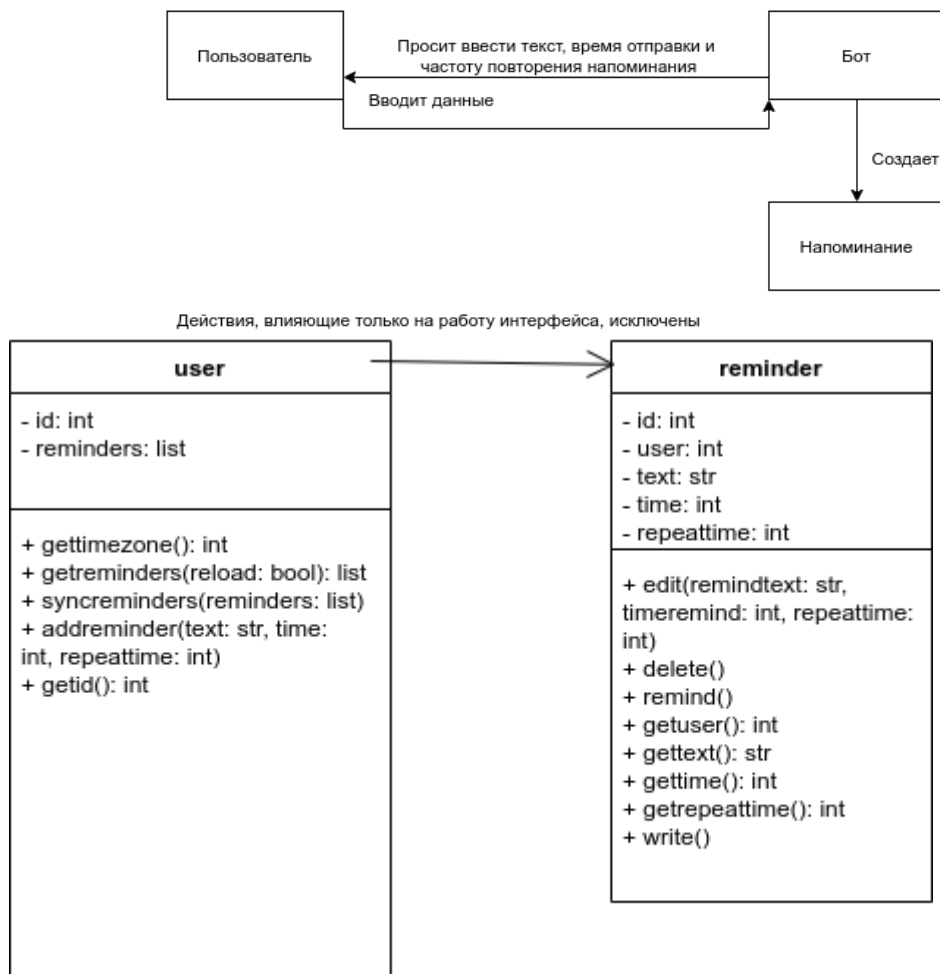 Пользователь
Просит ввести текст, время отправки и
частоту повторения напоминания
Бот
Вводит данные
Создает
Напоминание
Действия, влияющие только на работу интерфейса, исключены
user
- id: int
- reminders: list
+ gettimezone(): int
+ getreminders(reload: bool): list
+ syncreminders(reminders: list)
+ addreminder(text: str, time:
int, repeattime: int)
+ getid(): int
reminder
- id: int
- user: int
- text: str
- time: int
- repeattime: int
+ edit(remindtext: str,
timeremind: int, repeattime:
int)
+ delete()
+ remind()
+ getuser(): int
+ gettext(): str
+ gettime(): int
+ getrepeattime(): int
+ write()